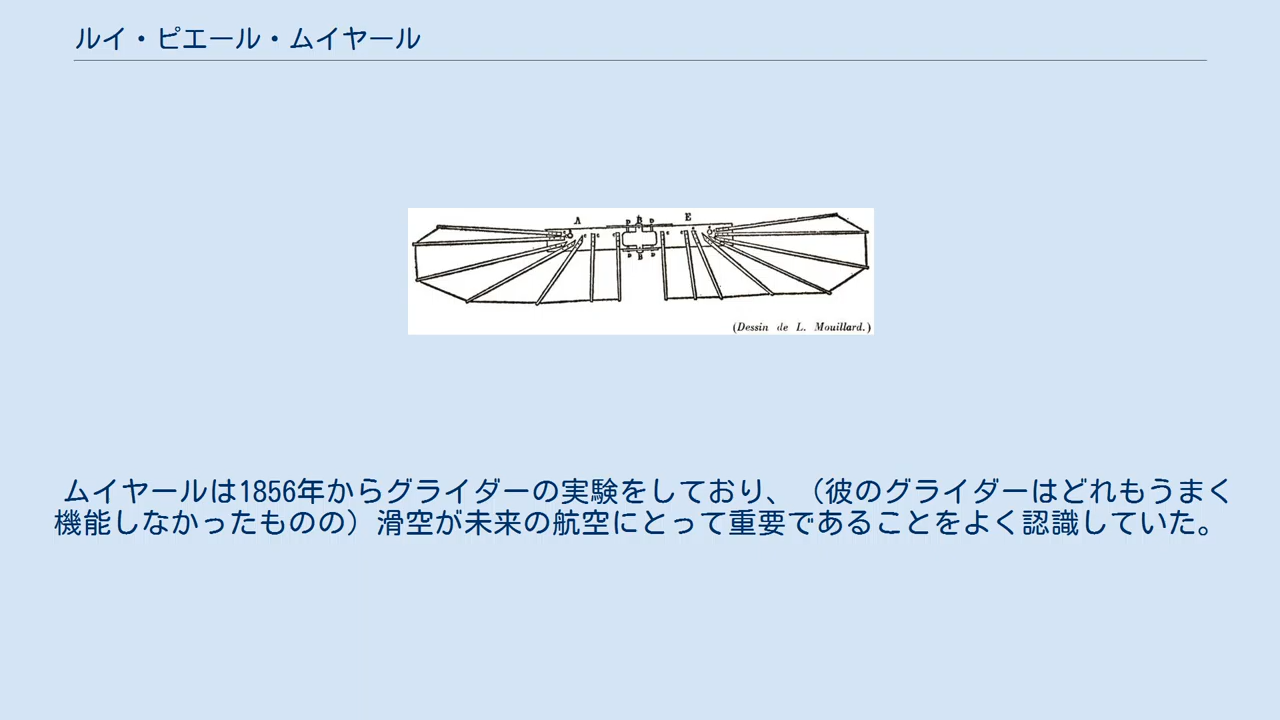 ルイ・ピエール・ムイヤール
A B E
D D
D B D
(Dessin de L. Mouillard.)
ムイヤールは1856年からグライダーの実験をしており、（彼のグライダーはどれもうまく
機能しなかったものの）滑空が未来の航空にとって重要であることをよく認識していた。